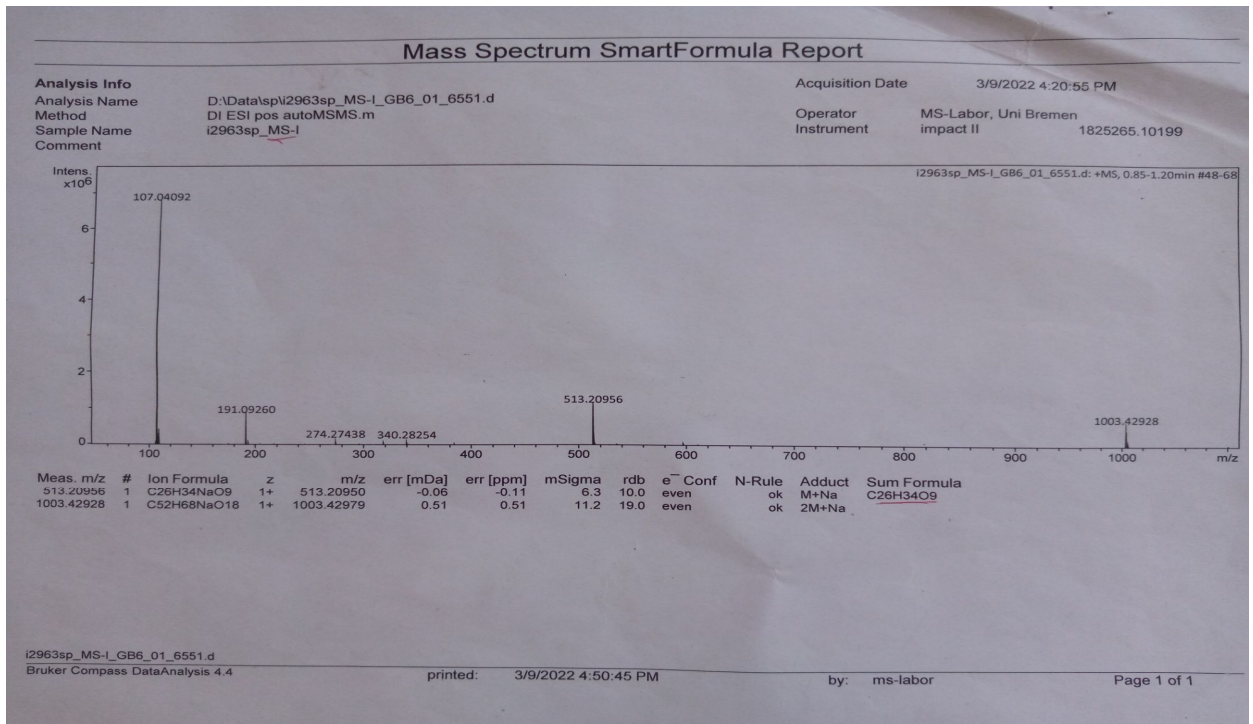 Mass Spectrum SmartFormula Report
Analysis Info
Acquisition Date 3/9/2022 4:20:55 PM
Analysis Name D:\Data\sp\i2963sp_MS-I_GB6_01_6551.d
Method DI ESI pos autoMSMS.m
Operator MS-Labor, Uni Bremen
Sample Name i2963sp_MS-I
Instrument impact II 1825265.10199
Comment
Intens.
x10⁶
i2963sp_MS-I_GB6_01_6551.d: +MS, 0.85-1.20min #48-68
107.04092
6
4
2
513.20956
191.09260
1003.42928
274.27438 340.28254
0
100 200 300 400 500 600 700 800 900 1000 m/z
Meas. m/z # Ion Formula z m/z err [mDa] err [ppm] mSigma rdb e¯ Conf N-Rule Adduct Sum Formula
513.20956 1 C26H34NaO9 1+ 513.20950 -0.06 -0.11 6.3 10.0 even ok M+Na C26H34O9
1003.42928 1 C52H68NaO18 1+ 1003.42979 0.51 0.51 11.2 19.0 even ok 2M+Na
i2963sp_MS-I_GB6_01_6551.d
Bruker Compass DataAnalysis 4.4 printed: 3/9/2022 4:50:45 PM by: ms-labor Page 1 of 1